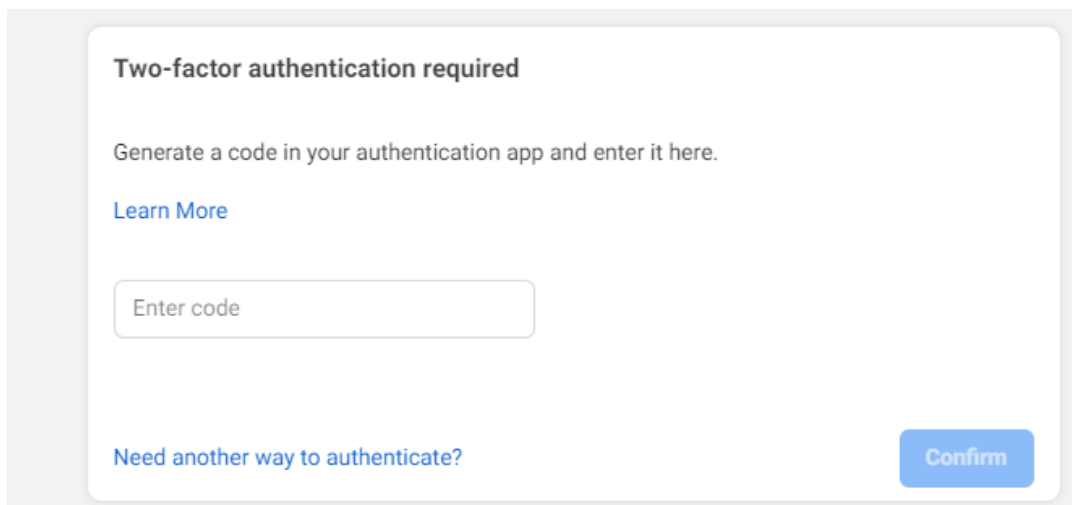 Two-factor authentication required
Generate a code in your authentication app and enter it here.
Learn More
Enter code
Need another way to authenticate?
Confirm